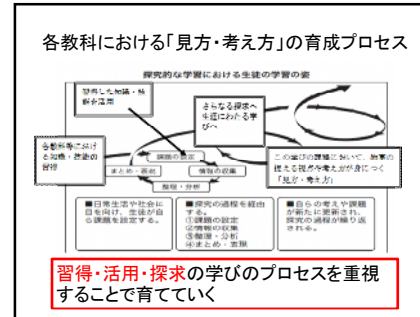 各教科における「見方・考え方」の育成プロセス
探究的な学習における生徒の学習の姿
習得した知識・技
能を活用
さらなる探求へ
生涯にわたる学
びへ
各教科等におけ
る知識・技能の
習得
課題の設定
まとめ・表現
情報の収集
整理・分析
この学びの過程において、物事の
捉える視点や考え方が身につく
「見方・考え方」
■日常生活や社会に
目を向け、生徒が自
ら課題を設定する。
■探究の過程を経由
する。
①課題の設定
②情報の収集
③整理・分析
④まとめ・表現
■自らの考えや課題
が新たに更新され、
探究の過程が繰り返
される。
習得・活用・探求の学びのプロセスを重視
することで育てていく